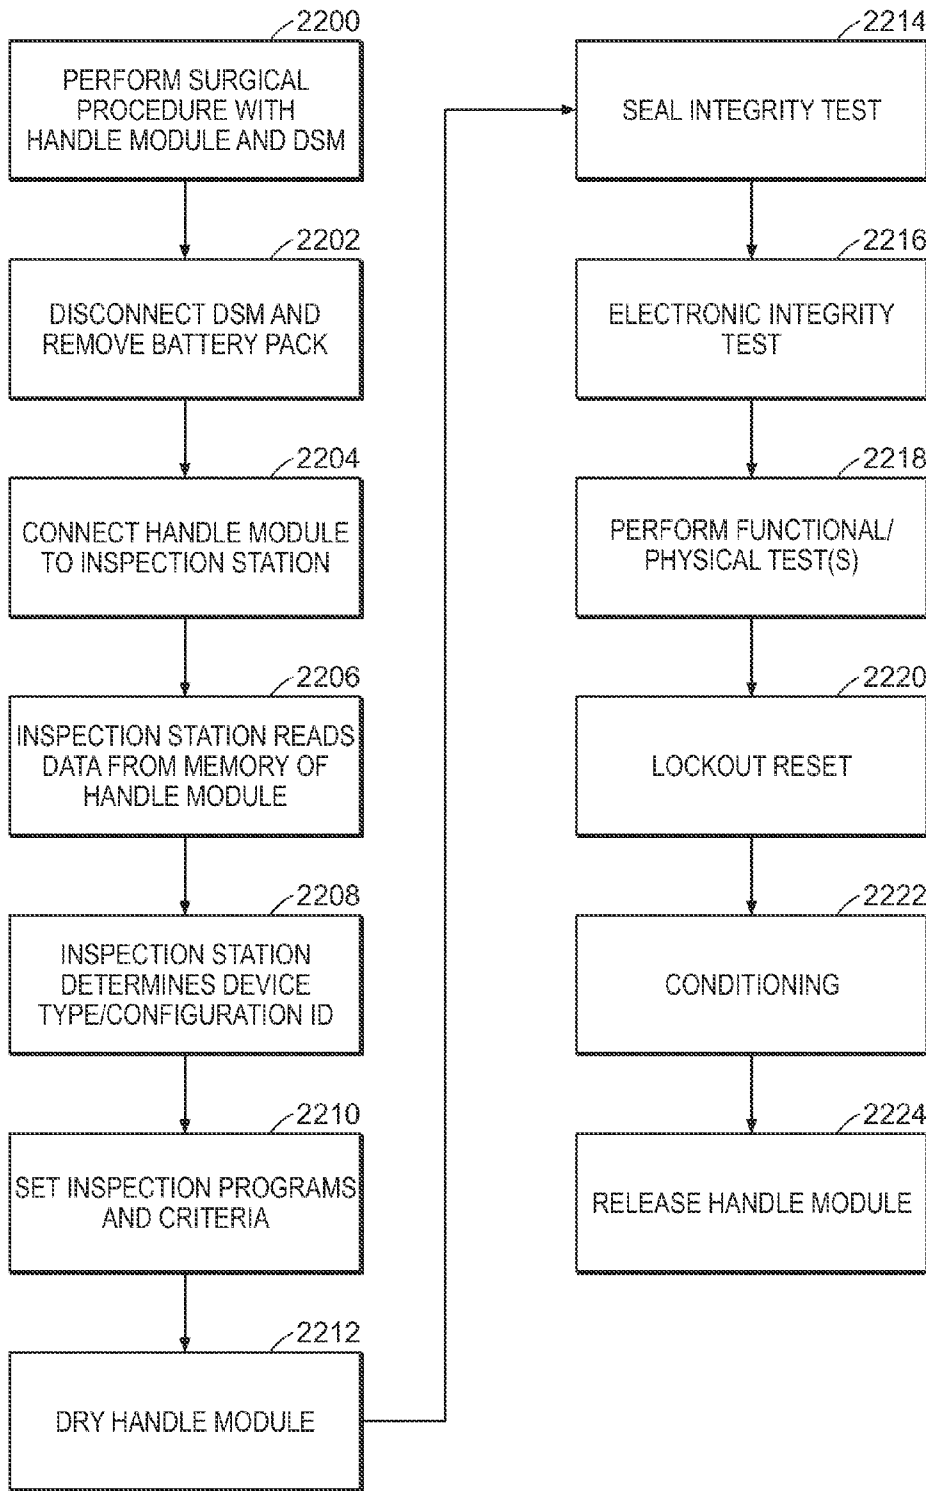 2200
PERFORM SURGICAL
PROCEDURE WITH
HANDLE MODULE AND DSM
2202
DISCONNECT DSM AND
REMOVE BATTERY PACK
2204
CONNECT HANDLE MODULE
TO INSPECTION STATION
2206
INSPECTION STATION READS
DATA FROM MEMORY OF
HANDLE MODULE
2208
INSPECTION STATION
DETERMINES DEVICE
TYPE/CONFIGURATION ID
2210
SET INSPECTION PROGRAMS
AND CRITERIA
2212
DRY HANDLE MODULE
2214
SEAL INTEGRITY TEST
2216
ELECTRONIC INTEGRITY
TEST
2218
PERFORM FUNCTIONAL/
PHYSICAL TEST(S)
2220
LOCKOUT RESET
2222
CONDITIONING
2224
RELEASE HANDLE MODULE